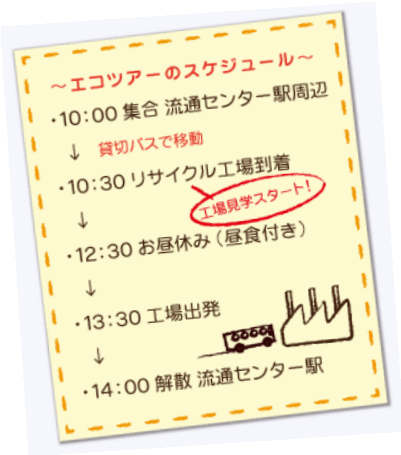 ～エコツアーのスケジュール～
・10:00 集合 流通センター駅周辺
↓ 貸切バスで移動
・10:30 リサイクル工場到着
↓ 工場見学スタート!
・12:30 お昼休み（昼食付き）
↓
・13:30 工場出発
↓
・14:00 解散 流通センター駅